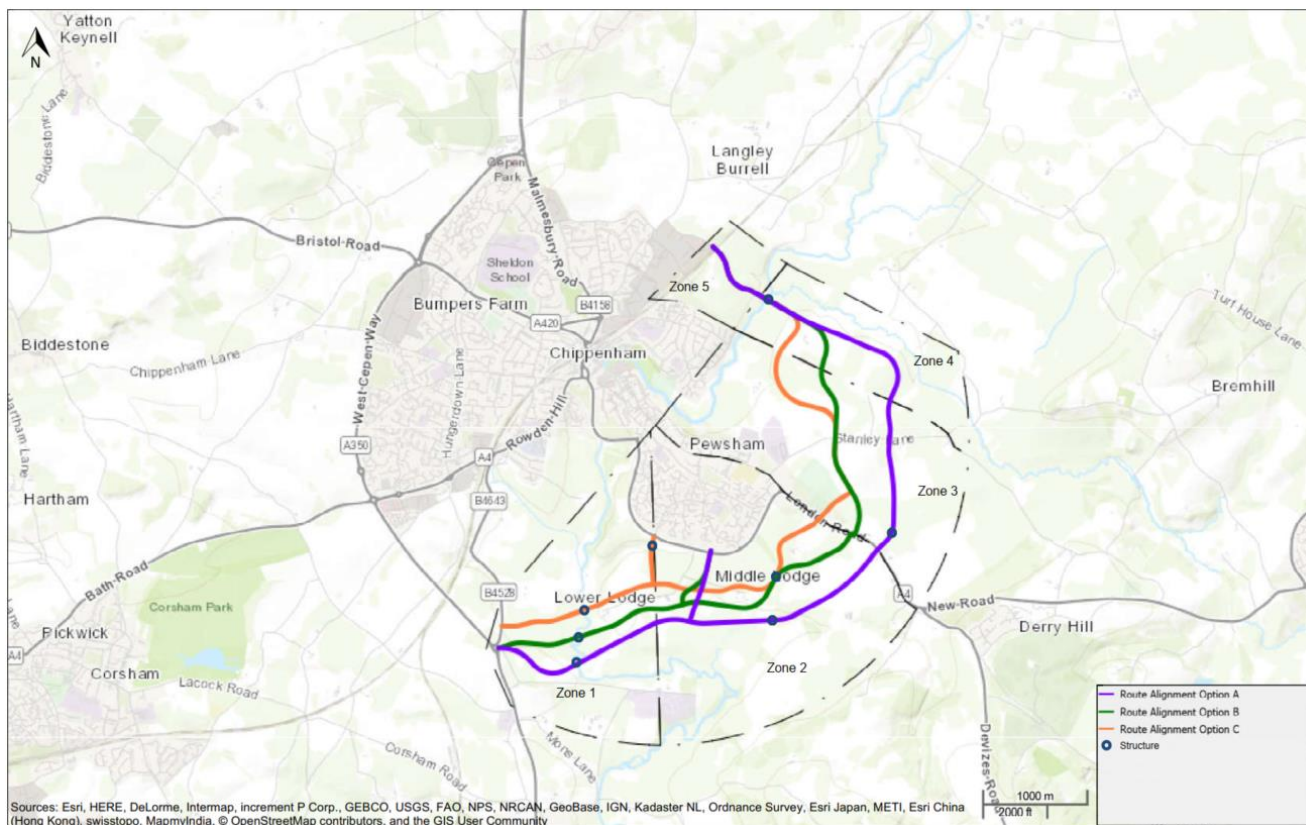 Yatton
Keynell
N
Biddestone Lane
Langley
Burrell
Cepen
Park
Malmesbury-Road
Bristol-Road
Sheldon
School
Zone 5
Bumpers Farm
B4158
A420
Turf House Lane
Biddestone
Chippenham Lane
Chippenham
Zone 4
Bremhill
West-Cepen-Way
Hungerdown Lane
Hartham Lane
Rowden-Hill
Stanley Lane
Pewsham
A350
A4
Hartham
B4643
Zone 3
London Road
Bath-Road
Middle Lodge
B4528
Lower Lodge
A4
New-Road
Corsham Park
Derry Hill
Lane
Pickwick
A4
Corsham
Zone 2
Lacock Road
Zone 1
Corsham Road
Devizes-Road
Route Alignment Option A
Route Alignment Option B
Route Alignment Option C
Structure
1000 m
2000 ft
Sources: Esri, HERE, DeLorme, Intermap, increment P Corp., GEBCO, USGS, FAO, NPS, NRCAN, GeoBase, IGN, Kadaster NL, Ordnance Survey, Esri Japan, METI, Esri China
(Hong Kong), swisstopo, MapmyIndia, © OpenStreetMap contributors, and the GIS User Community